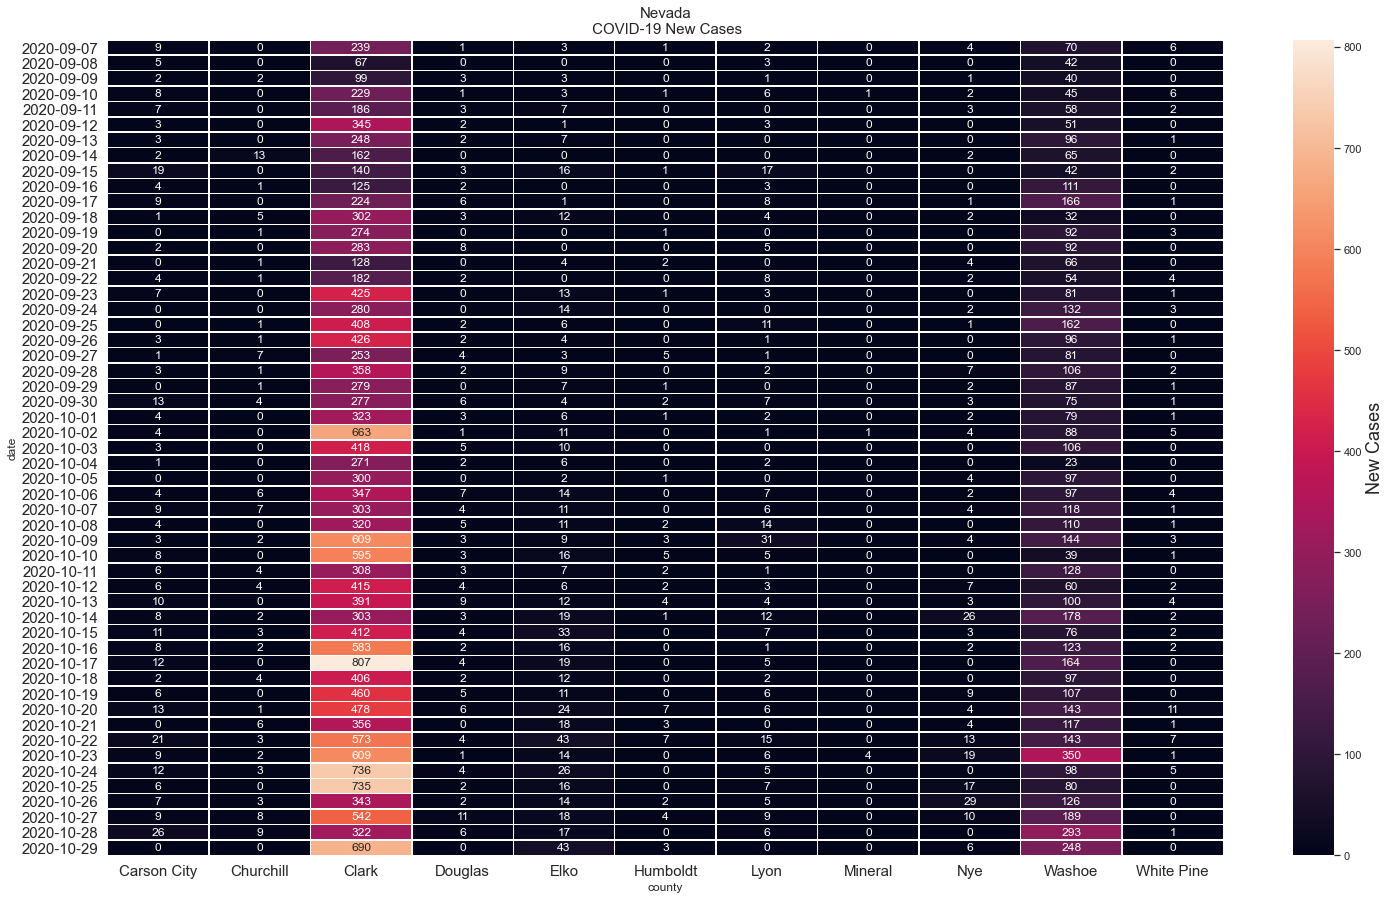 Nevada
COVID-19 New Cases
2020-09-07 9 0 239 1 3 1 2 0 4 70 6
2020-09-08 5 0 67 0 0 0 3 0 0 42 0
2020-09-09 2 2 99 3 3 0 1 0 1 40 0
2020-09-10 8 0 229 1 3 1 6 1 2 45 6
2020-09-11 7 0 186 3 7 0 0 0 3 58 2
2020-09-12 3 0 345 2 1 0 3 0 0 51 0
2020-09-13 3 0 248 2 7 0 0 0 0 96 1
2020-09-14 2 13 162 0 0 0 0 0 2 65 0
2020-09-15 19 0 140 3 16 1 17 0 0 42 2
2020-09-16 4 1 125 2 0 0 3 0 0 111 0
2020-09-17 9 0 224 6 1 0 8 0 1 166 1
2020-09-18 1 5 302 3 12 0 4 0 2 32 0
2020-09-19 0 1 274 0 0 1 0 0 0 92 3
2020-09-20 2 0 283 8 0 0 5 0 0 92 0
2020-09-21 0 1 128 0 4 2 0 0 4 66 0
2020-09-22 4 1 182 2 0 0 8 0 2 54 4
2020-09-23 7 0 425 0 13 1 3 0 0 81 1
2020-09-24 0 0 280 0 14 0 0 0 2 132 3
2020-09-25 0 1 408 2 6 0 11 0 1 162 0
2020-09-26 3 1 426 2 4 0 1 0 0 96 1
2020-09-27 1 7 253 4 3 5 1 0 0 81 0
2020-09-28 3 1 358 2 9 0 2 0 7 106 2
2020-09-29 0 1 279 0 7 1 0 0 2 87 1
2020-09-30 13 4 277 6 4 2 7 0 3 75 1
2020-10-01 4 0 323 3 6 1 2 0 2 79 1
2020-10-02 4 0 663 1 11 0 1 1 4 88 5
2020-10-03 3 0 418 5 10 0 0 0 0 106 0
2020-10-04 1 0 271 2 6 0 2 0 0 23 0
2020-10-05 0 0 300 0 2 1 0 0 4 97 0
2020-10-06 4 6 347 7 14 0 7 0 2 97 4
2020-10-07 9 7 303 4 11 0 6 0 4 118 1
2020-10-08 4 0 320 5 11 2 14 0 0 110 1
2020-10-09 3 2 609 3 9 3 31 0 4 144 3
2020-10-10 8 0 595 3 16 5 5 0 0 39 1
2020-10-11 6 4 308 3 7 2 1 0 0 128 0
2020-10-12 6 4 415 4 6 2 3 0 7 60 2
2020-10-13 10 0 391 9 12 4 4 0 3 100 4
2020-10-14 8 2 303 3 19 1 12 0 26 178 2
2020-10-15 11 3 412 4 33 0 7 0 3 76 2
2020-10-16 8 2 583 2 16 0 1 0 2 123 2
2020-10-17 12 0 807 4 19 0 5 0 0 164 0
2020-10-18 2 4 406 2 12 0 2 0 0 97 0
2020-10-19 6 0 460 5 11 0 6 0 9 107 0
2020-10-20 13 1 478 6 24 7 6 0 4 143 11
2020-10-21 0 6 356 0 18 3 0 0 4 117 1
2020-10-22 21 3 573 4 43 7 15 0 13 143 7
2020-10-23 9 2 609 1 14 0 6 4 19 350 1
2020-10-24 12 3 736 4 26 0 5 0 0 98 5
2020-10-25 6 0 735 2 16 0 7 0 17 80 0
2020-10-26 7 3 343 2 14 2 5 0 29 126 0
2020-10-27 9 8 542 11 18 4 9 0 10 189 0
2020-10-28 26 9 322 6 17 0 6 0 0 293 1
2020-10-29 0 0 690 0 43 3 0 0 6 248 0
Carson City Churchill Clark Douglas Elko Humboldt Lyon Mineral Nye Washoe White Pine
county
date
800
700
600
500
400
300
200
100
0
New Cases